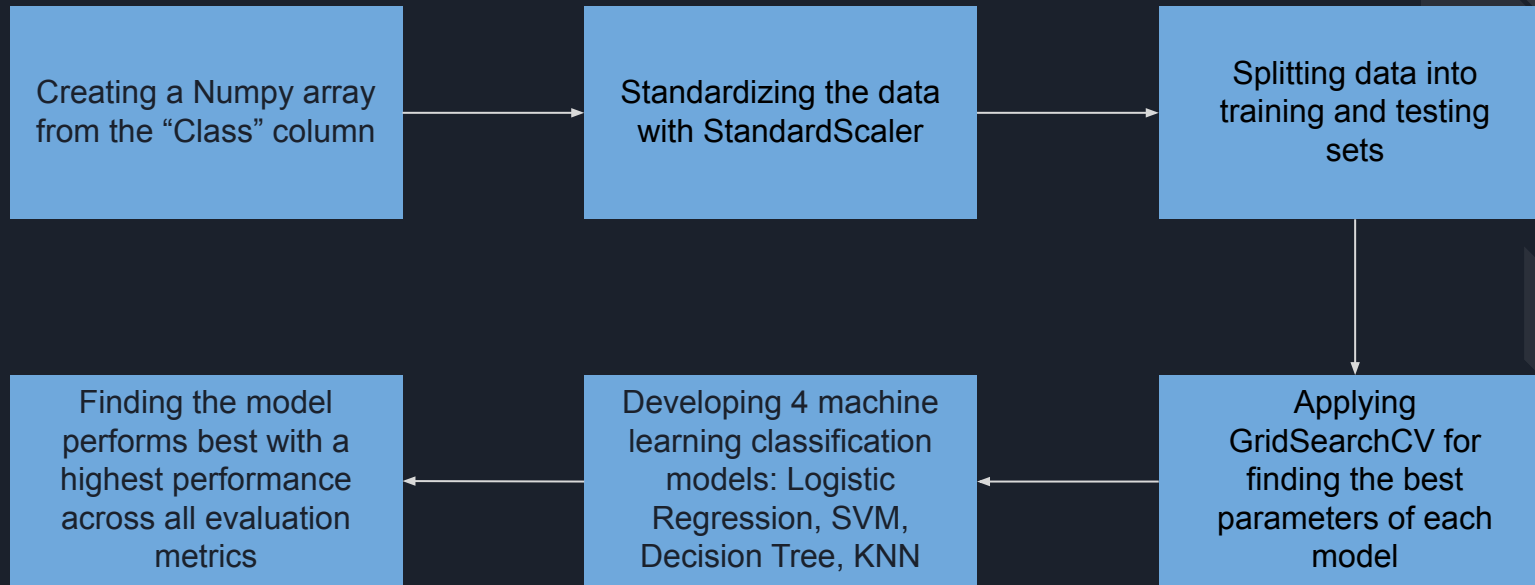 Creating a Numpy array
from the “Class” column
Standardizing the data
with StandardScaler
Splitting data into
training and testing
sets
Applying
GridSearchCV for
finding the best
parameters of each
model
Developing 4 machine
learning classification
models: Logistic
Regression, SVM,
Decision Tree, KNN
Finding the model
performs best with a
highest performance
across all evaluation
metrics